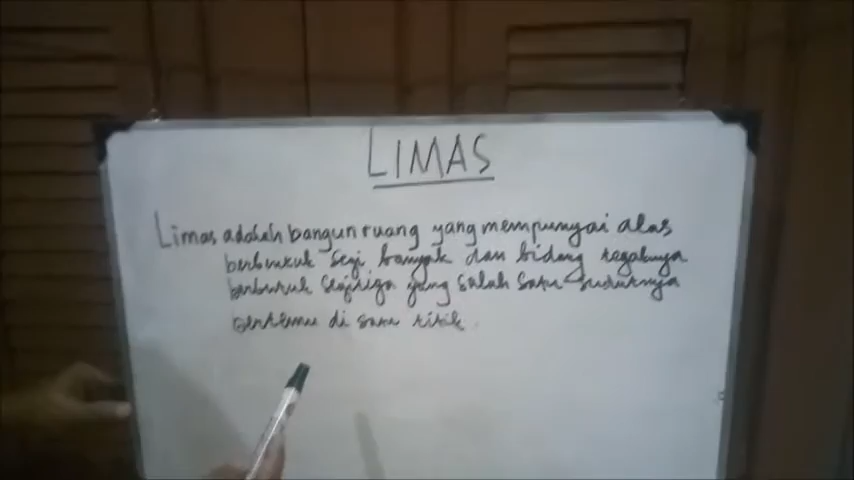 LIMAS
Limas adalah bangun ruang yang mempunyai alas
berbentuk segi banyak dan bidang tegaknya
berbentuk segitiga yang salah satu sudutnya
bertemu di satu titik.